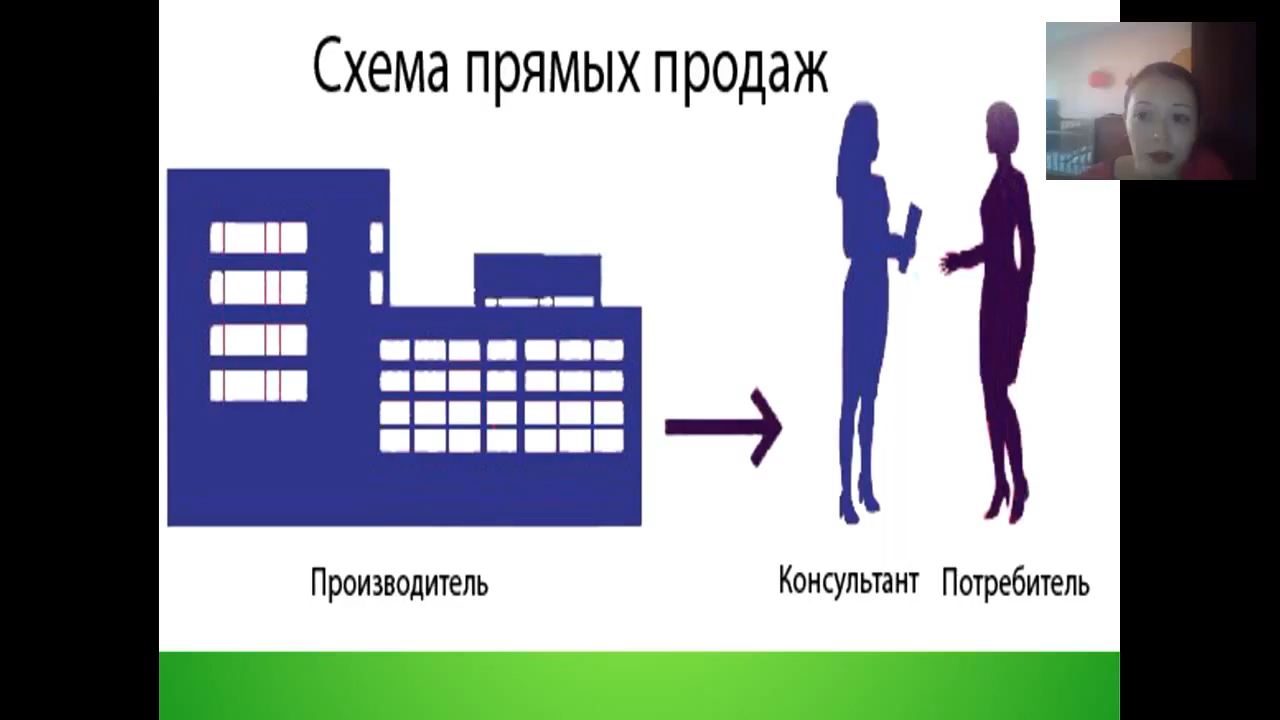 Схема прямых продаж
Производитель
Консультант
Потребитель